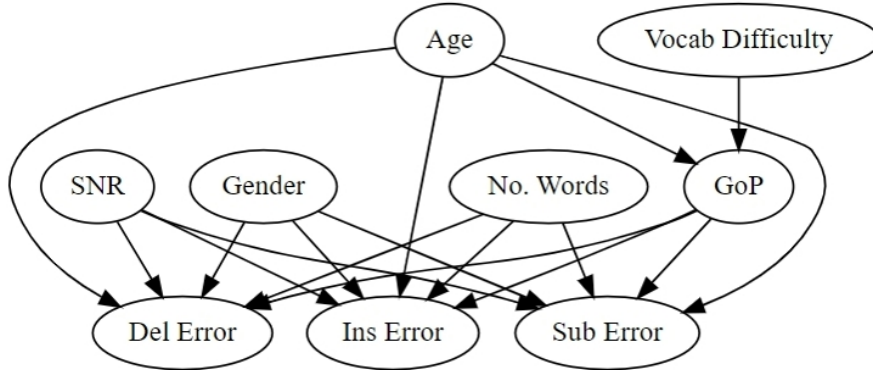 Age
Vocab Difficulty
SNR
Gender
No. Words
GoP
Del Error
Ins Error
Sub Error